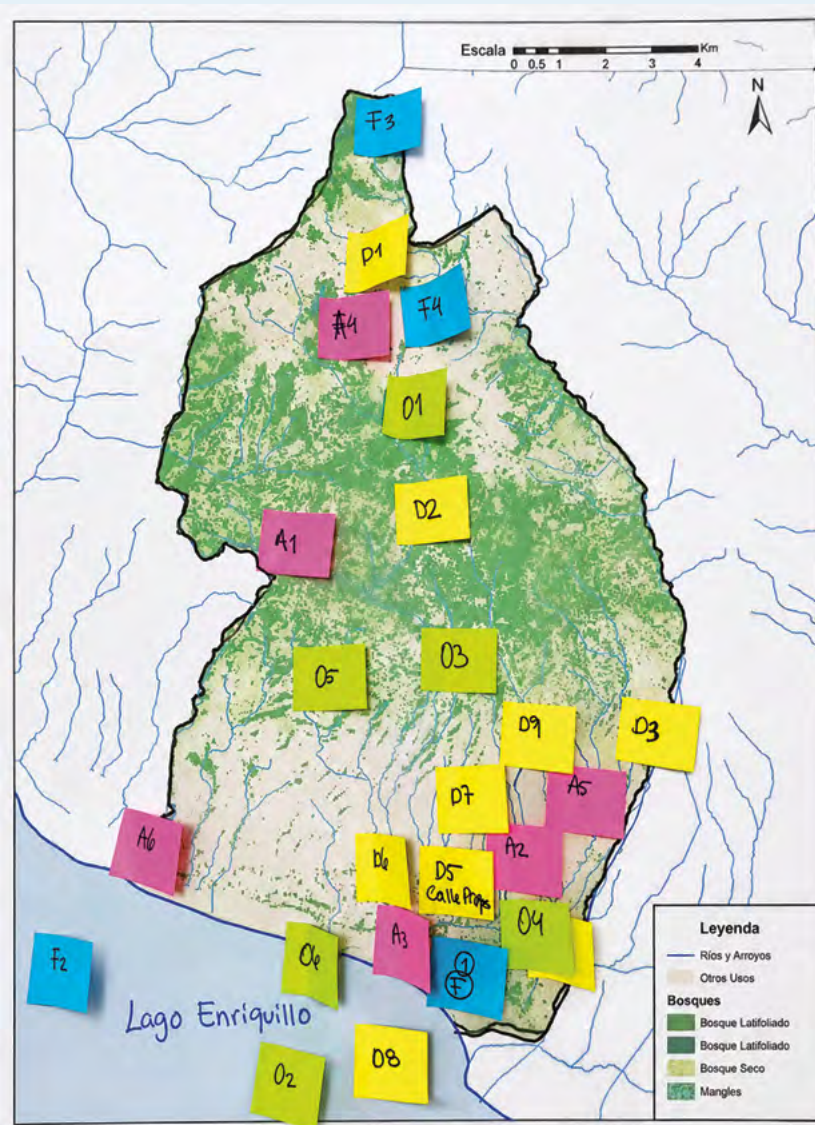 Escala
Km
0 0.5 1 2 3 4
N
F3
D1
A4
F4
O1
D2
A1
O5
O3
D9
D3
D7
A5
A6
D6
D5
Calle Props
A2
A3
O4
F2
O6
1
F
Lago Enriquillo
O2
D8
Leyenda
Ríos y Arroyos
Otros Usos
Bosques
Bosque Latifoliado
Bosque Latifoliado
Bosque Seco
Mangles